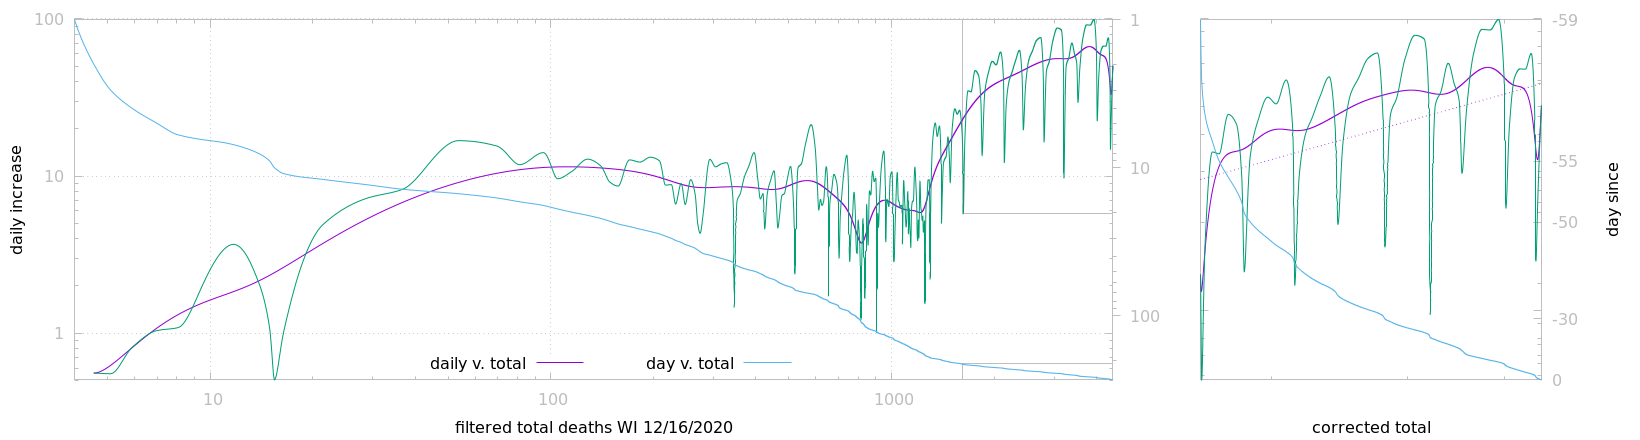 100
10
1
daily increase
1
10
100
10
100
1000
daily v. total
day v. total
filtered total deaths WI 12/16/2020
-59
-55
-50
-30
0
day since
corrected total